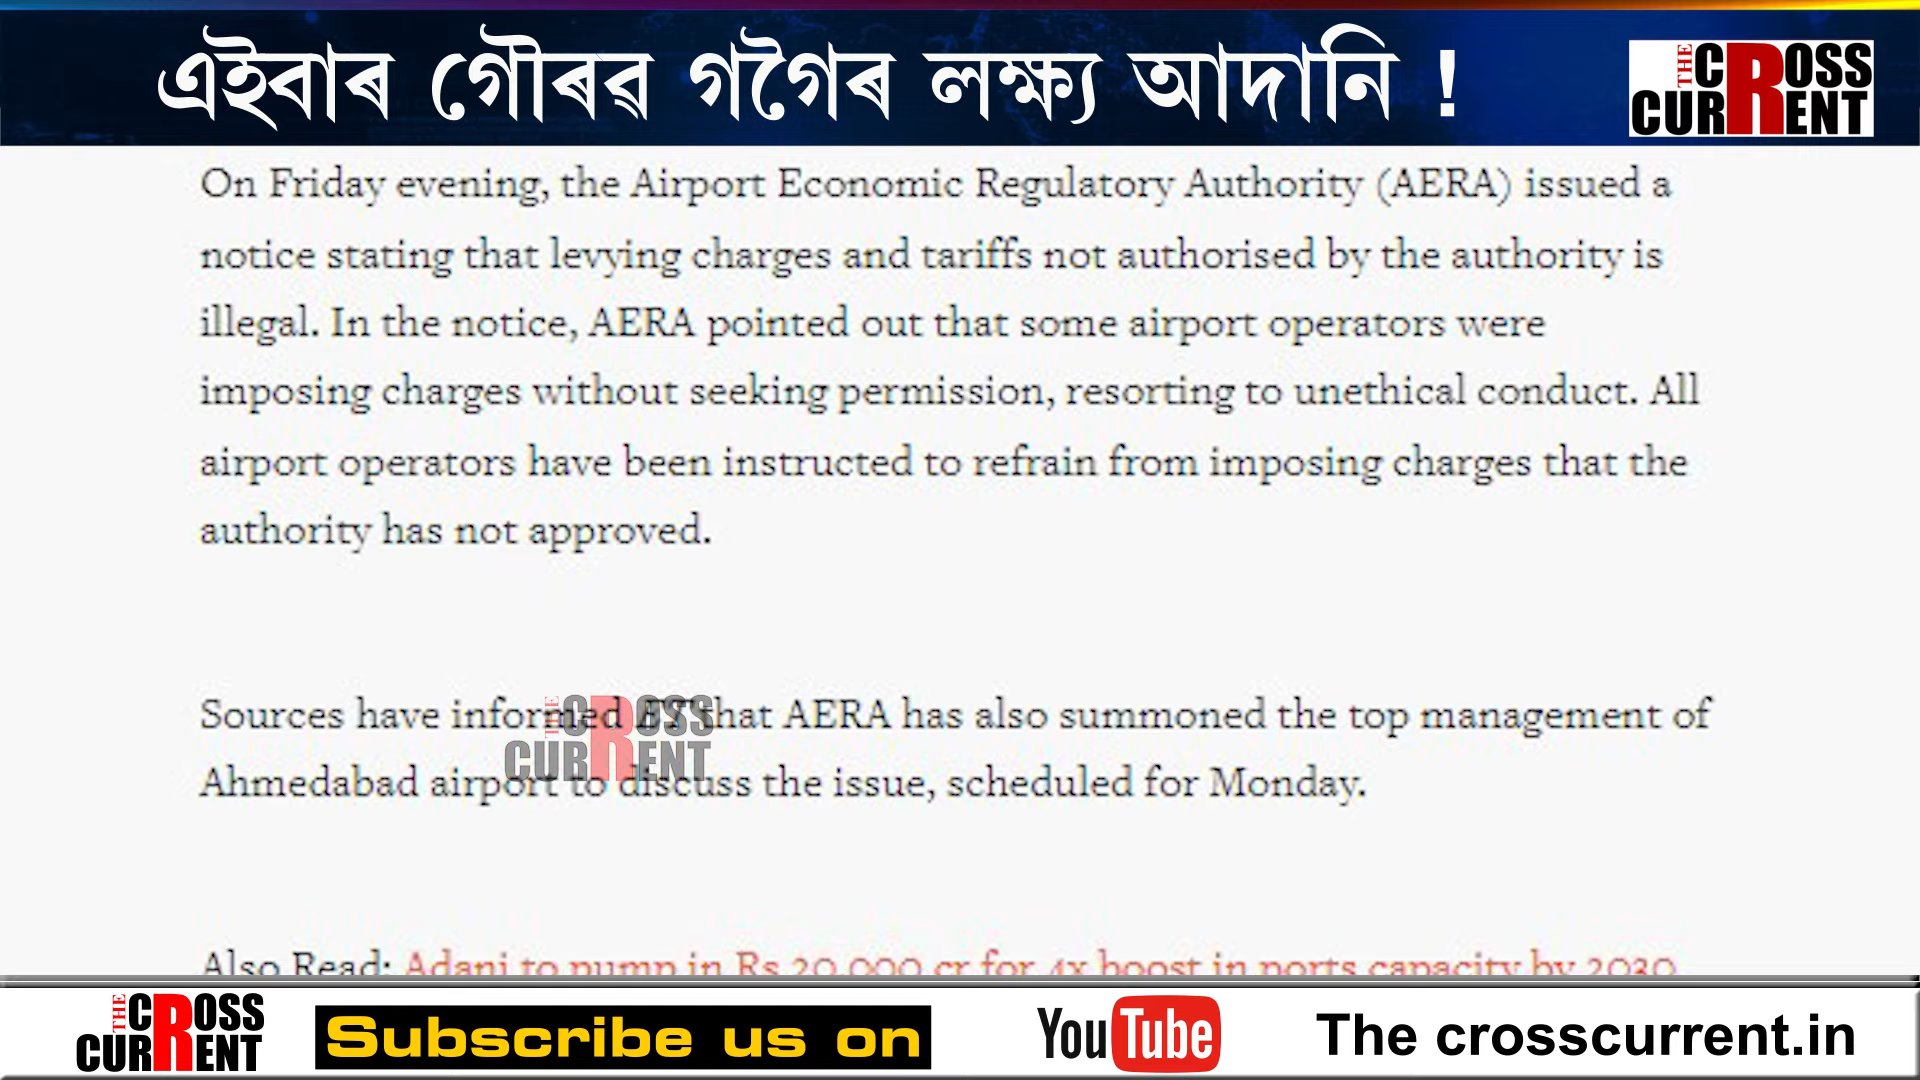 এইবাৰ গৌৰৱ গগৈৰ লক্ষ্য আদানি !
THE CROSS CURRENT
On Friday evening, the Airport Economic Regulatory Authority (AERA) issued a
notice stating that levying charges and tariffs not authorised by the authority is
illegal. In the notice, AERA pointed out that some airport operators were
imposing charges without seeking permission, resorting to unethical conduct. All
airport operators have been instructed to refrain from imposing charges that the
authority has not approved.
Sources have informed ET that AERA has also summoned the top management of
THE CROSS CURRENT
Ahmedabad airport to discuss the issue, scheduled for Monday.
Also Read: Adani to pump in Rs 20,000 cr for 4x boost in ports capacity by 2030
THE CROSS CURRENT
Subscribe us on
YouTube
The crosscurrent.in